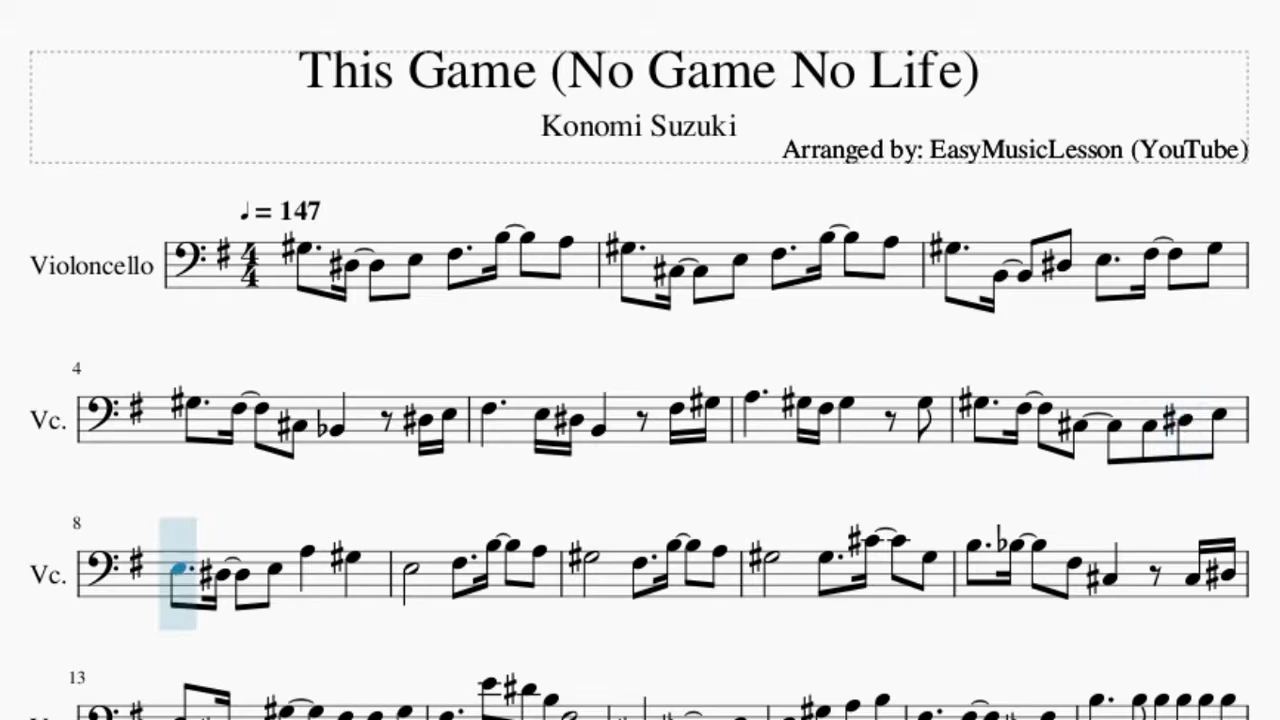 This Game (No Game No Life)
Konomi Suzuki
Arranged by: EasyMusicLesson (YouTube)
♩ = 147
Violoncello
4
Vc.
8
Vc.
13